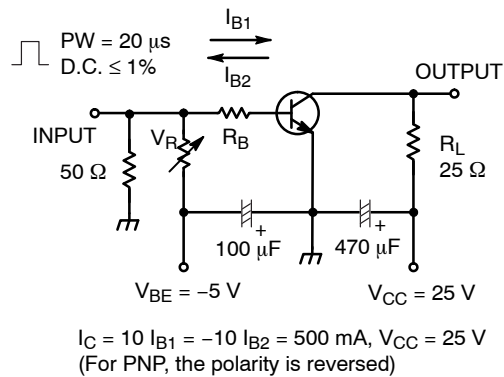 PW = 20 μs
D.C. ≤ 1%
I_B1
I_B2
OUTPUT
INPUT
50 Ω
V_R
R_B
R_L
25 Ω
+
100 μF
+
470 μF
V_BE = −5 V
V_CC = 25 V
I_C = 10 I_B1 = −10 I_B2 = 500 mA, V_CC = 25 V
(For PNP, the polarity is reversed)